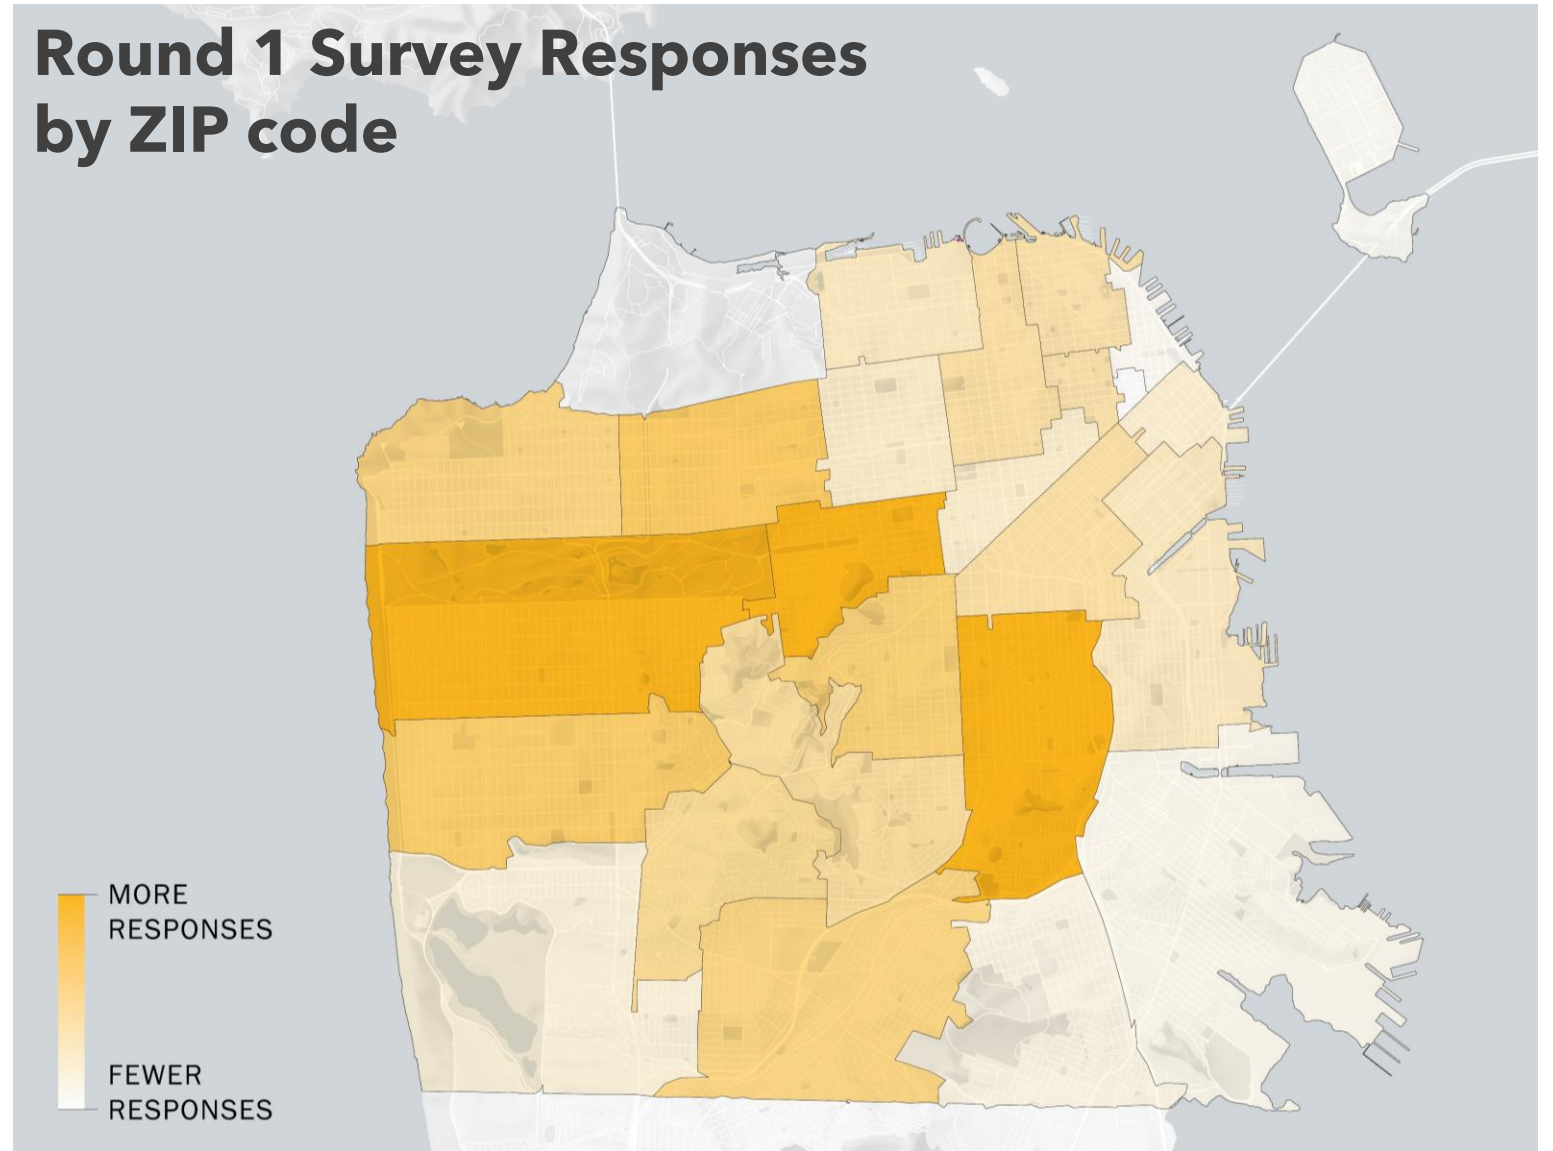 Round 1 Survey Responses
by ZIP code
MORE
RESPONSES
FEWER
RESPONSES